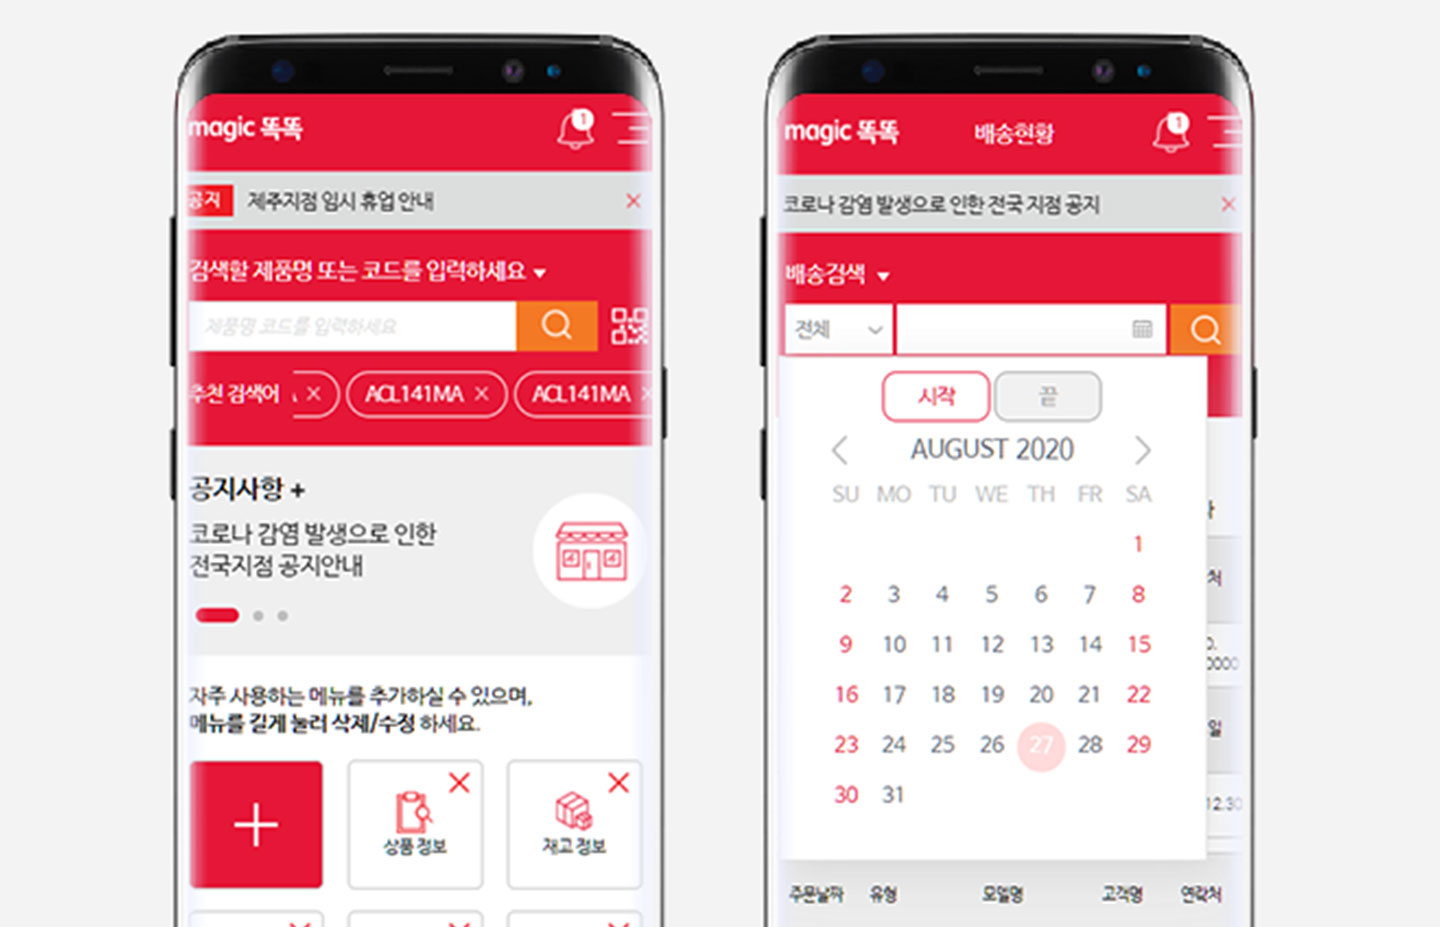 magic 똑똑
1
공지 제주지점 임시 휴업 안내
검색할 제품명 또는 코드를 입력하세요
제품명 코드를 입력하세요
추천 검색어 ACL141MA ACL141MA
공지사항 +
코로나 감염 발생으로 인한
전국지점 공지안내
자주 사용하는 메뉴를 추가하실 수 있으며,
메뉴를 길게 눌러 삭제/수정 하세요.
상품 정보 재고 정보
magic 똑똑 배송현황
1
코로나 감염 발생으로 인한 전국 지점 공지
배송검색
전체
시작 끝
AUGUST 2020
SU MO TU WE TH FR SA
1
2 3 4 5 6 7 8
9 10 11 12 13 14 15
16 17 18 19 20 21 22
23 24 25 26 27 28 29
30 31
처
0.
0000
일
12.30
주문날짜 유형 모델명 고객명 연락처